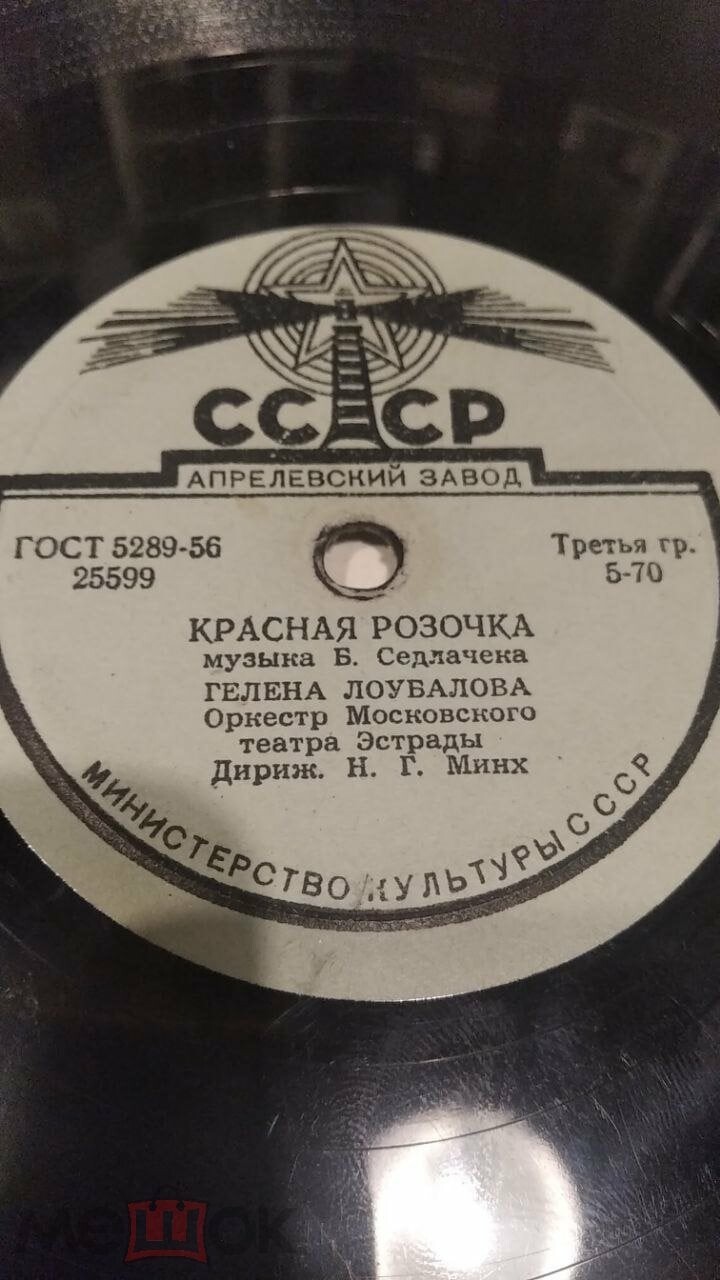 СССР
АПРЕЛЕВСКИЙ ЗАВОД
ГОСТ 5289-56
25599
Третья гр.
5-70
КРАСНАЯ РОЗОЧКА
музыка Б. Седлачека
ГЕЛЕНА ЛОУБАЛОВА
Оркестр Московского
театра Эстрады
Дириж. Н. Г. Минх
МИНИСТЕРСТВО КУЛЬТУРЫ СССР
мешок